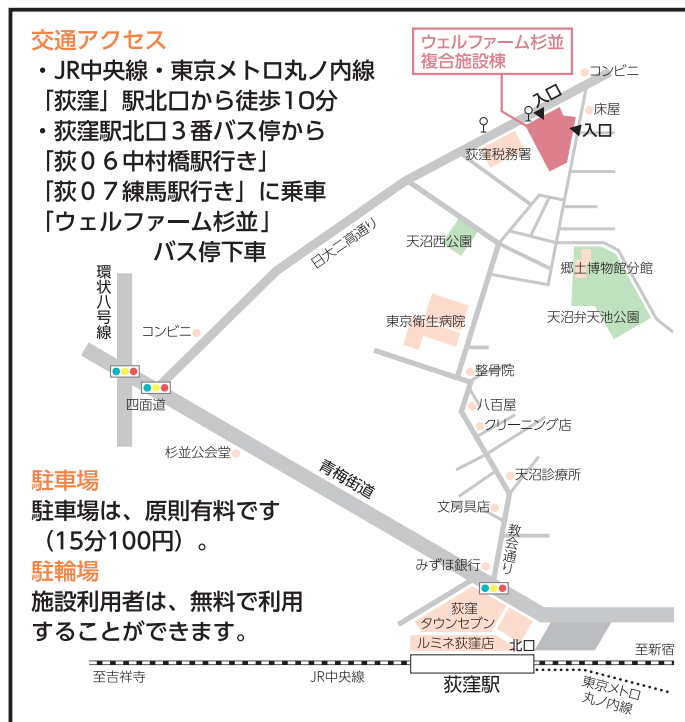 交通アクセス
・JR中央線・東京メトロ丸ノ内線
「荻窪」駅北口から徒歩10分
・荻窪駅北口３番バス停から
「荻０６中村橋駅行き」
「荻０７練馬駅行き」に乗車
「ウェルファーム杉並」
バス停下車
ウェルファーム杉並
複合施設棟
コンビニ
入口
床屋
入口
荻窪税務署
日大二高通り
天沼西公園
郷土博物館分館
天沼弁天池公園
環状八号線
コンビニ
東京衛生病院
整骨院
四面道
八百屋
クリーニング店
杉並公会堂
青梅街道
天沼診療所
文房具店
教会通り
みずほ銀行
駐車場
駐車場は、原則有料です
（15分100円）。
駐輪場
施設利用者は、無料で利用
することができます。
荻窪
タウンセブン
ルミネ荻窪店
北口
至新宿
至吉祥寺
JR中央線
荻窪駅
東京メトロ
丸ノ内線